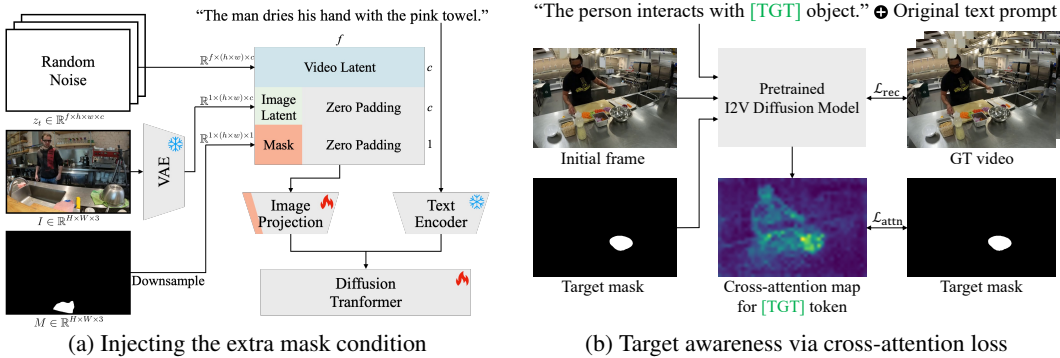 "The man dries his hand with the pink towel."
Random
Noise
z_t ∈ ℝ^{f×h×w×c}
ℝ^{f×(h×w)×c}
f
Video Latent
c
ℝ^{1×(h×w)×c}
Image
Latent
Zero Padding
c
ℝ^{1×(h×w)×1}
Mask
Zero Padding
1
VAE
I ∈ ℝ^{H×W×3}
Image
Projection
Text
Encoder
Downsample
Diffusion
Tranformer
M ∈ ℝ^{H×W×3}
(a) Injecting the extra mask condition
"The person interacts with [TGT] object." ⊕ Original text prompt
Pretrained
I2V Diffusion Model
ℒ_rec
Initial frame
GT video
ℒ_attn
Target mask
Cross-attention map
for [TGT] token
Target mask
(b) Target awareness via cross-attention loss